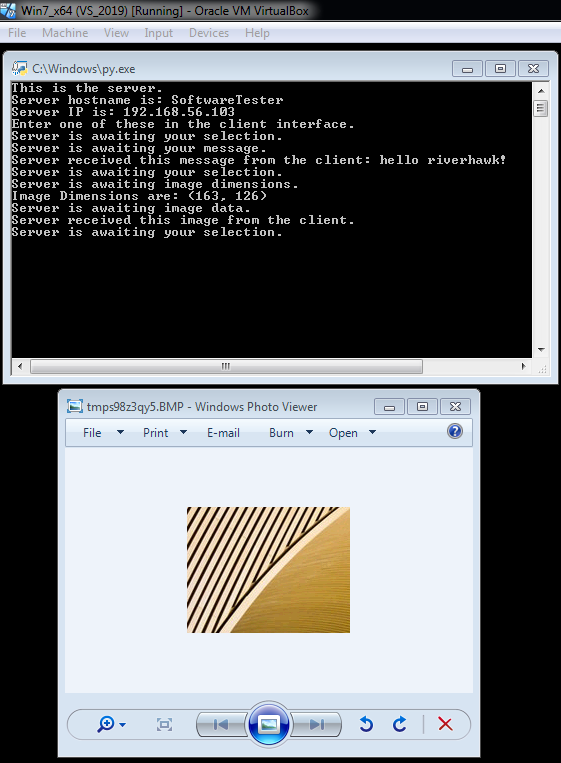 Win7_x64 (VS_2019) [Running] - Oracle VM VirtualBox
File Machine View Input Devices Help
C:\Windows\py.exe
This is the server.
Server hostname is: SoftwareTester
Server IP is: 192.168.56.103
Enter one of these in the client interface.
Server is awaiting your selection.
Server is awaiting your message.
Server received this message from the client: hello riverhawk!
Server is awaiting your selection.
Server is awaiting image dimensions.
Image Dimensions are: (163, 126)
Server is awaiting image data.
Server received this image from the client.
Server is awaiting your selection.
tmps98z3qy5.BMP - Windows Photo Viewer
File Print E-mail Burn Open